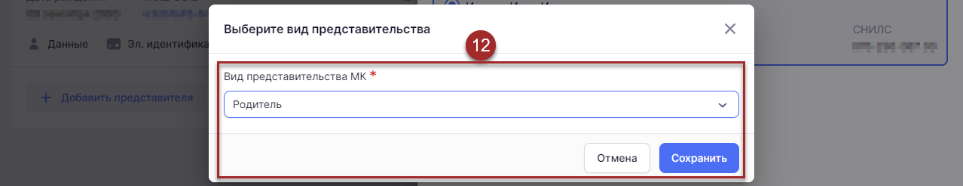 Выберите вид представительства
12
СНИЛС
Данные
Эл. идентифика
Вид представительства МК *
Добавить представителя
Родитель
Отмена
Сохранить